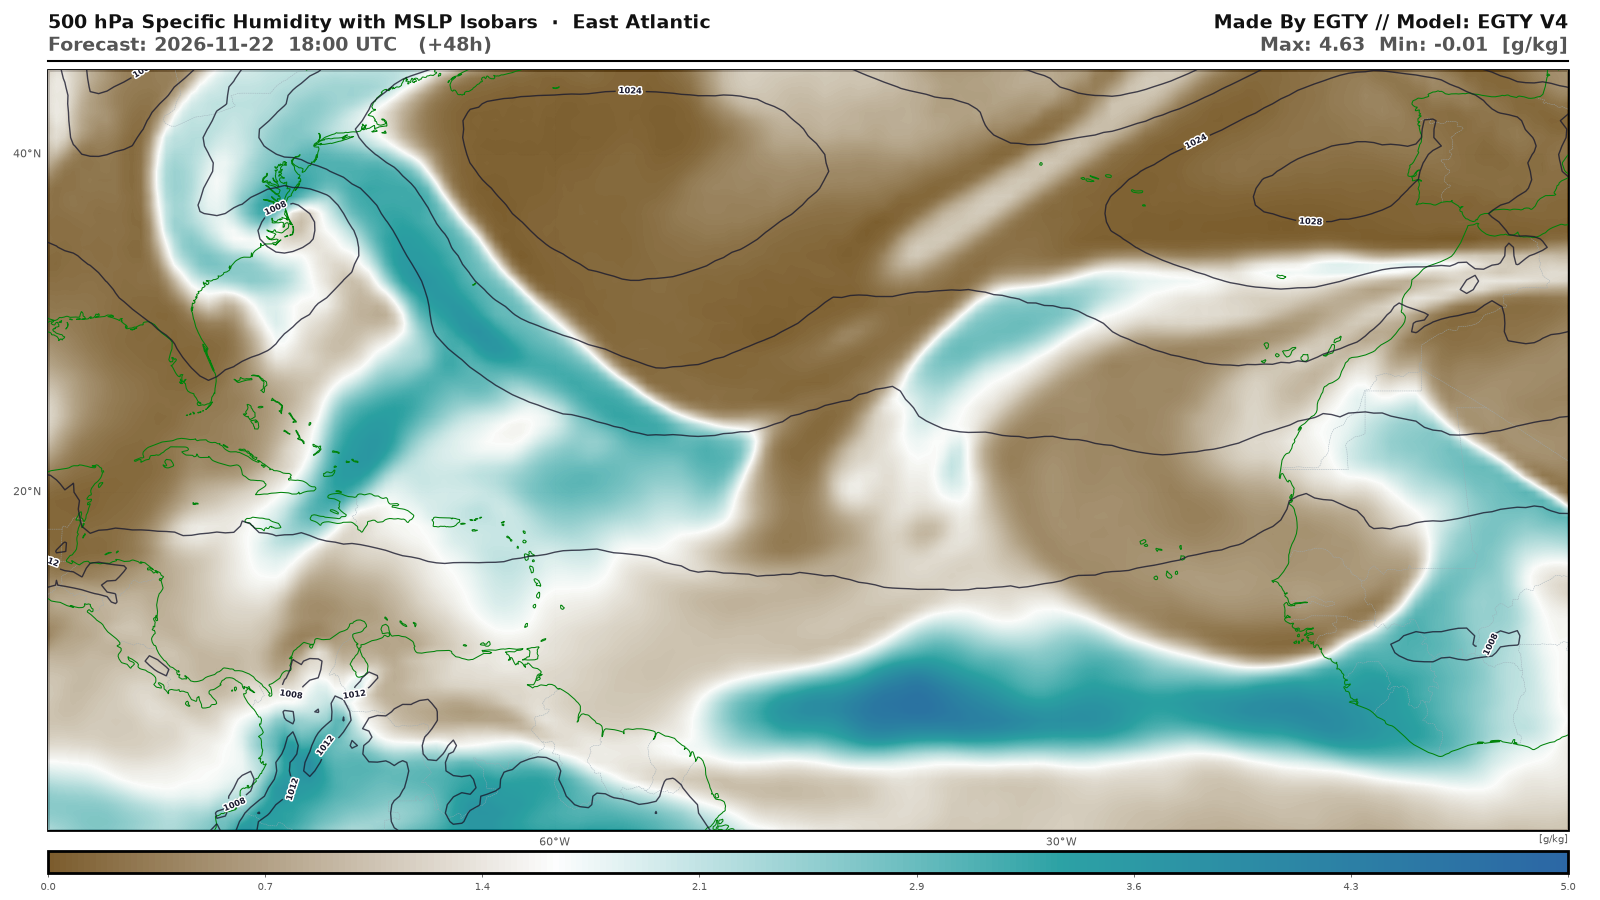 500 hPa Specific Humidity with MSLP Isobars · East Atlantic
Made By EGTY // Model: EGTY V4
Forecast: 2026-11-22 18:00 UTC (+48h)
Max: 4.63 Min: -0.01 [g/kg]
1024
1024
40°N
1008
1028
20°N
12
1008
1008
1012
1012
1012
1008
60°W
30°W
[g/kg]
0.0
0.7
1.4
2.1
2.9
3.6
4.3
5.0